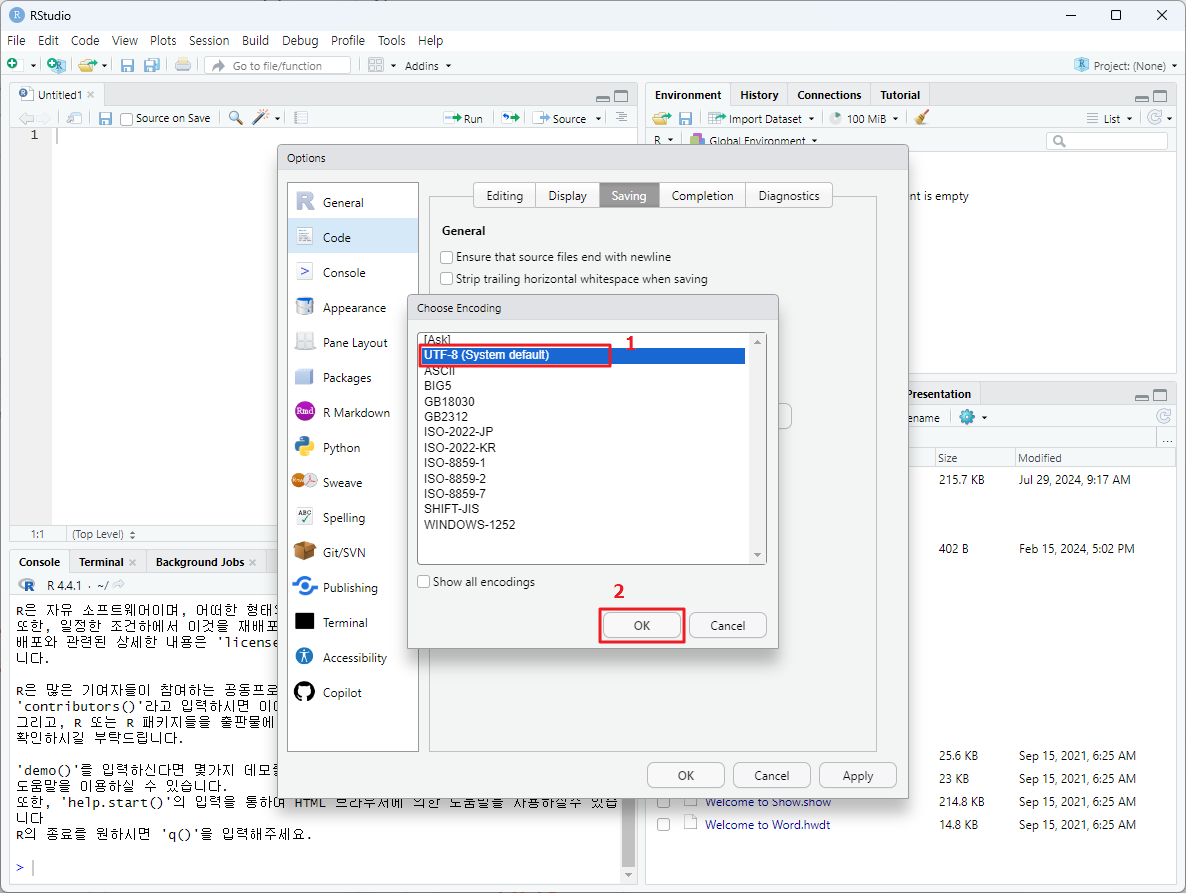 RStudio
File Edit Code View Plots Session Build Debug Profile Tools Help
Go to file/function Addins Project: (None)
Untitled1
Source on Save Run Source
1
Environment History Connections Tutorial
Import Dataset 100 MiB List
R Global Environment
nt is empty
Options
General
Code
Console
Appearance
Pane Layout
Packages
Rmd R Markdown
Python
Sweave
ABC Spelling
Git/SVN
Publishing
Terminal
Accessibility
Copilot
Editing Display Saving Completion Diagnostics
General
Ensure that source files end with newline
Strip trailing horizontal whitespace when saving
Choose Encoding
[Ask]
UTF-8 (System default) 1
ASCII
BIG5
GB18030
GB2312
ISO-2022-JP
ISO-2022-KR
ISO-8859-1
ISO-8859-2
ISO-8859-7
SHIFT-JIS
WINDOWS-1252
Show all encodings
2
OK Cancel
OK Cancel Apply
Presentation
ename
...
Size Modified
215.7 KB Jul 29, 2024, 9:17 AM
402 B Feb 15, 2024, 5:02 PM
25.6 KB Sep 15, 2021, 6:25 AM
23 KB Sep 15, 2021, 6:25 AM
Welcome to Show.show 214.8 KB Sep 15, 2021, 6:25 AM
Welcome to Word.hwdt 14.8 KB Sep 15, 2021, 6:25 AM
1:1 (Top Level)
Console Terminal Background Jobs
R 4.4.1 · ~/
R은 자유 소프트웨어이며, 어떠한 형태의
또한, 일정한 조건하에서 이것을 재배포
배포와 관련된 상세한 내용은 'license
니다.
R은 많은 기여자들이 참여하는 공동프로
'contributors()'라고 입력하시면 이에
그리고, R 또는 R 패키지들을 출판물에
확인하시길 부탁드립니다.
'demo()'를 입력하신다면 몇가지 데모를
도움말을 이용하실 수 있습니다.
또한, 'help.start()'의 입력을 통하여 HTML 브라우저에 의한 도움말을 사용하실수 있습
니다
R의 종료를 원하시면 'q()'을 입력해주세요.
>